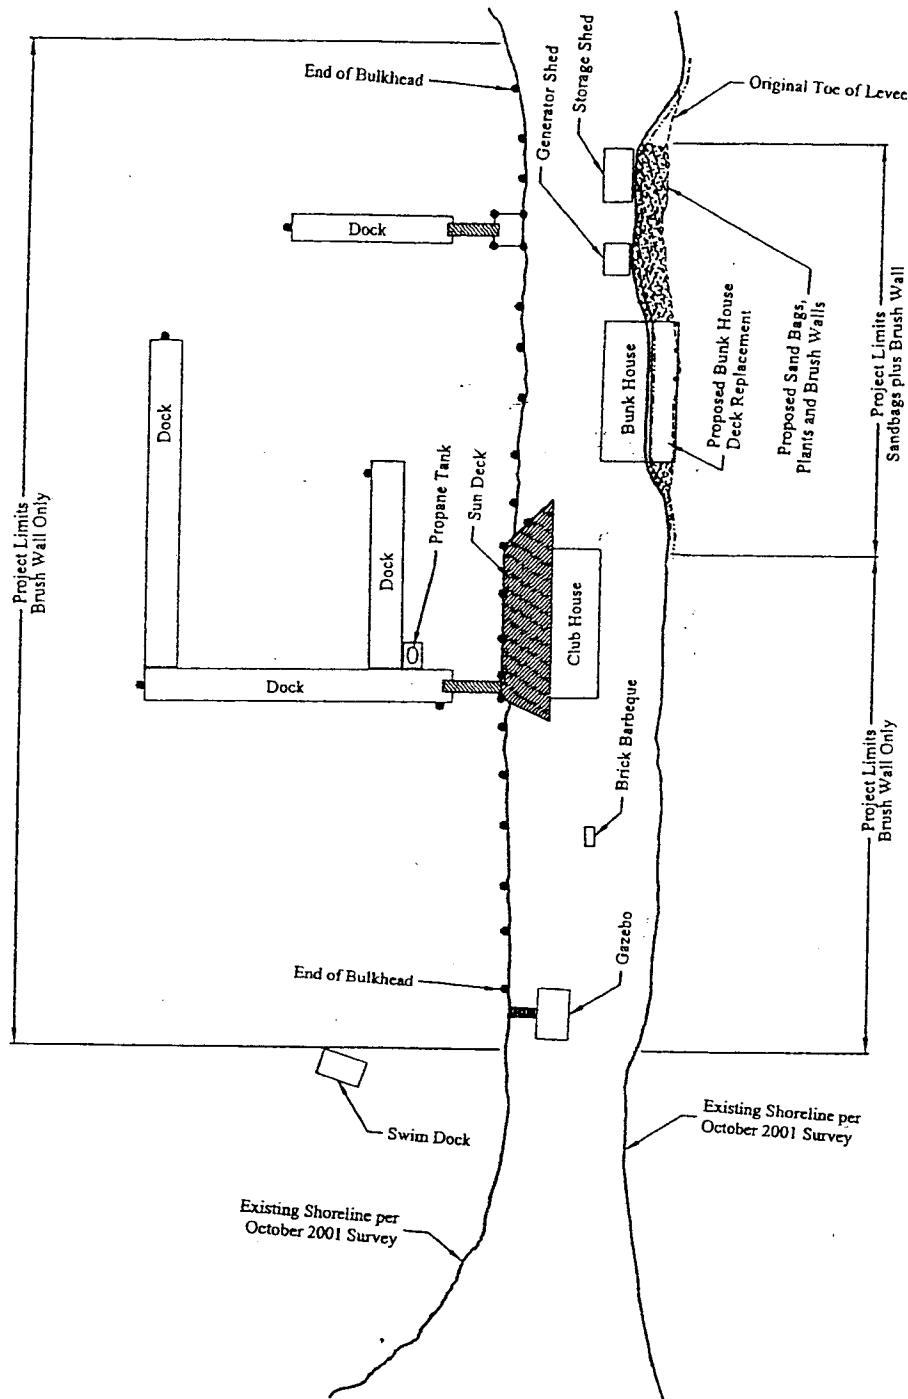 End of Bulkhead
Storage Shed
Generator Shed
Original Toe of Levee
Dock
Project Limits
Brush Wall Only
Dock
Dock
Propane Tank
Sun Deck
Bunk House
Proposed Bunk House
Deck Replacement
Proposed Sand Bags,
Plants and Brush Walls
Project Limits
Sandbags plus Brush Wall
Dock
Club House
Brick Barbeque
Project Limits
Brush Wall Only
End of Bulkhead
Gazebo
Swim Dock
Existing Shoreline per
October 2001 Survey
Existing Shoreline per
October 2001 Survey